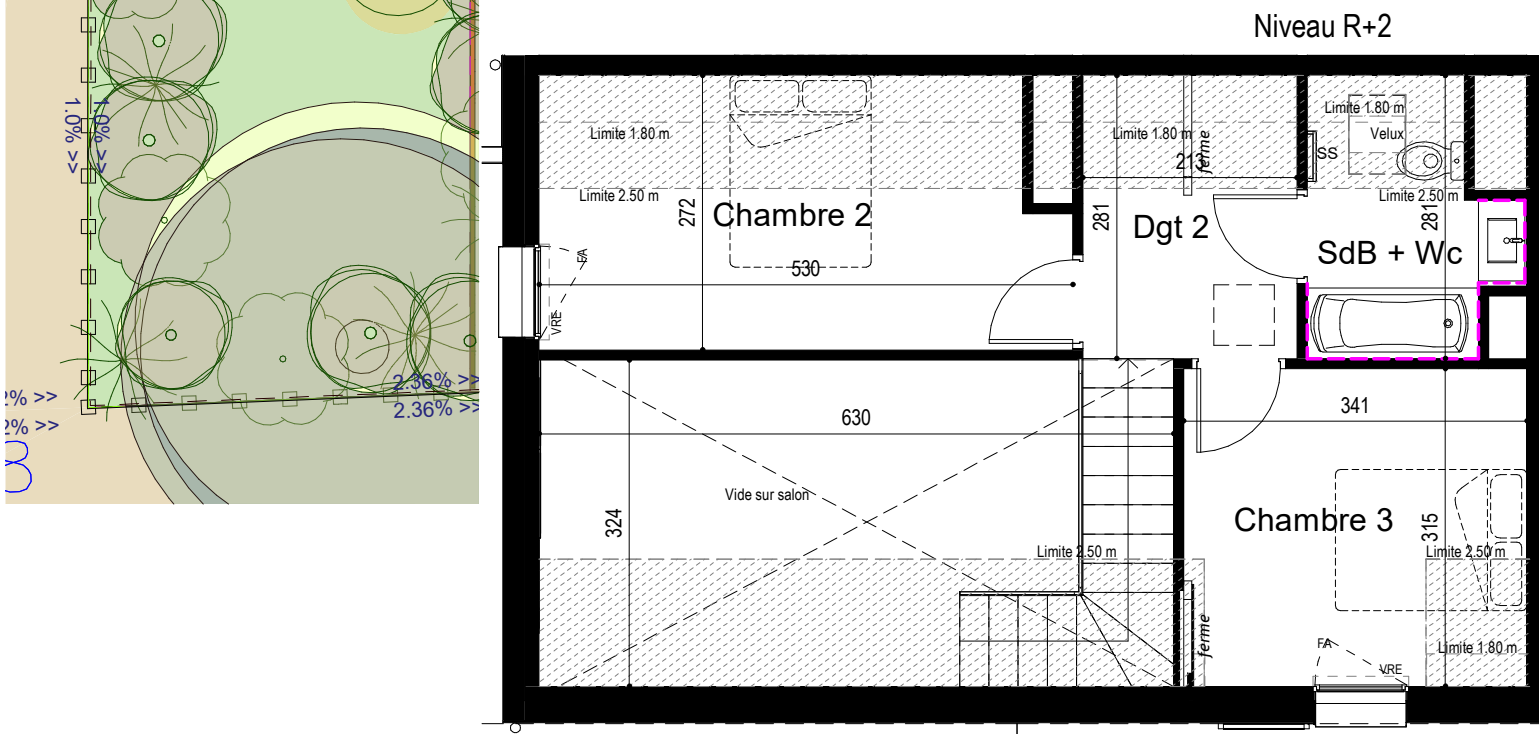 Niveau R+2
1.0% >>
1.0% >>
2.36% >>
2.36% >>
2% >>
2% >>
Limite 1.80 m
Limite 1.80 m
Limite 1.80 m
Velux
213
ferme
SS
Limite 2.50 m
Limite 2.50 m
272
Chambre 2
281
Dgt 2
281
SdB + Wc
FA
530
VRE
630
341
Vide sur salon
324
Chambre 3
315
Limite 2.50 m
Limite 2.50 m
ferme
FA
VRE
Limite 1.80 m